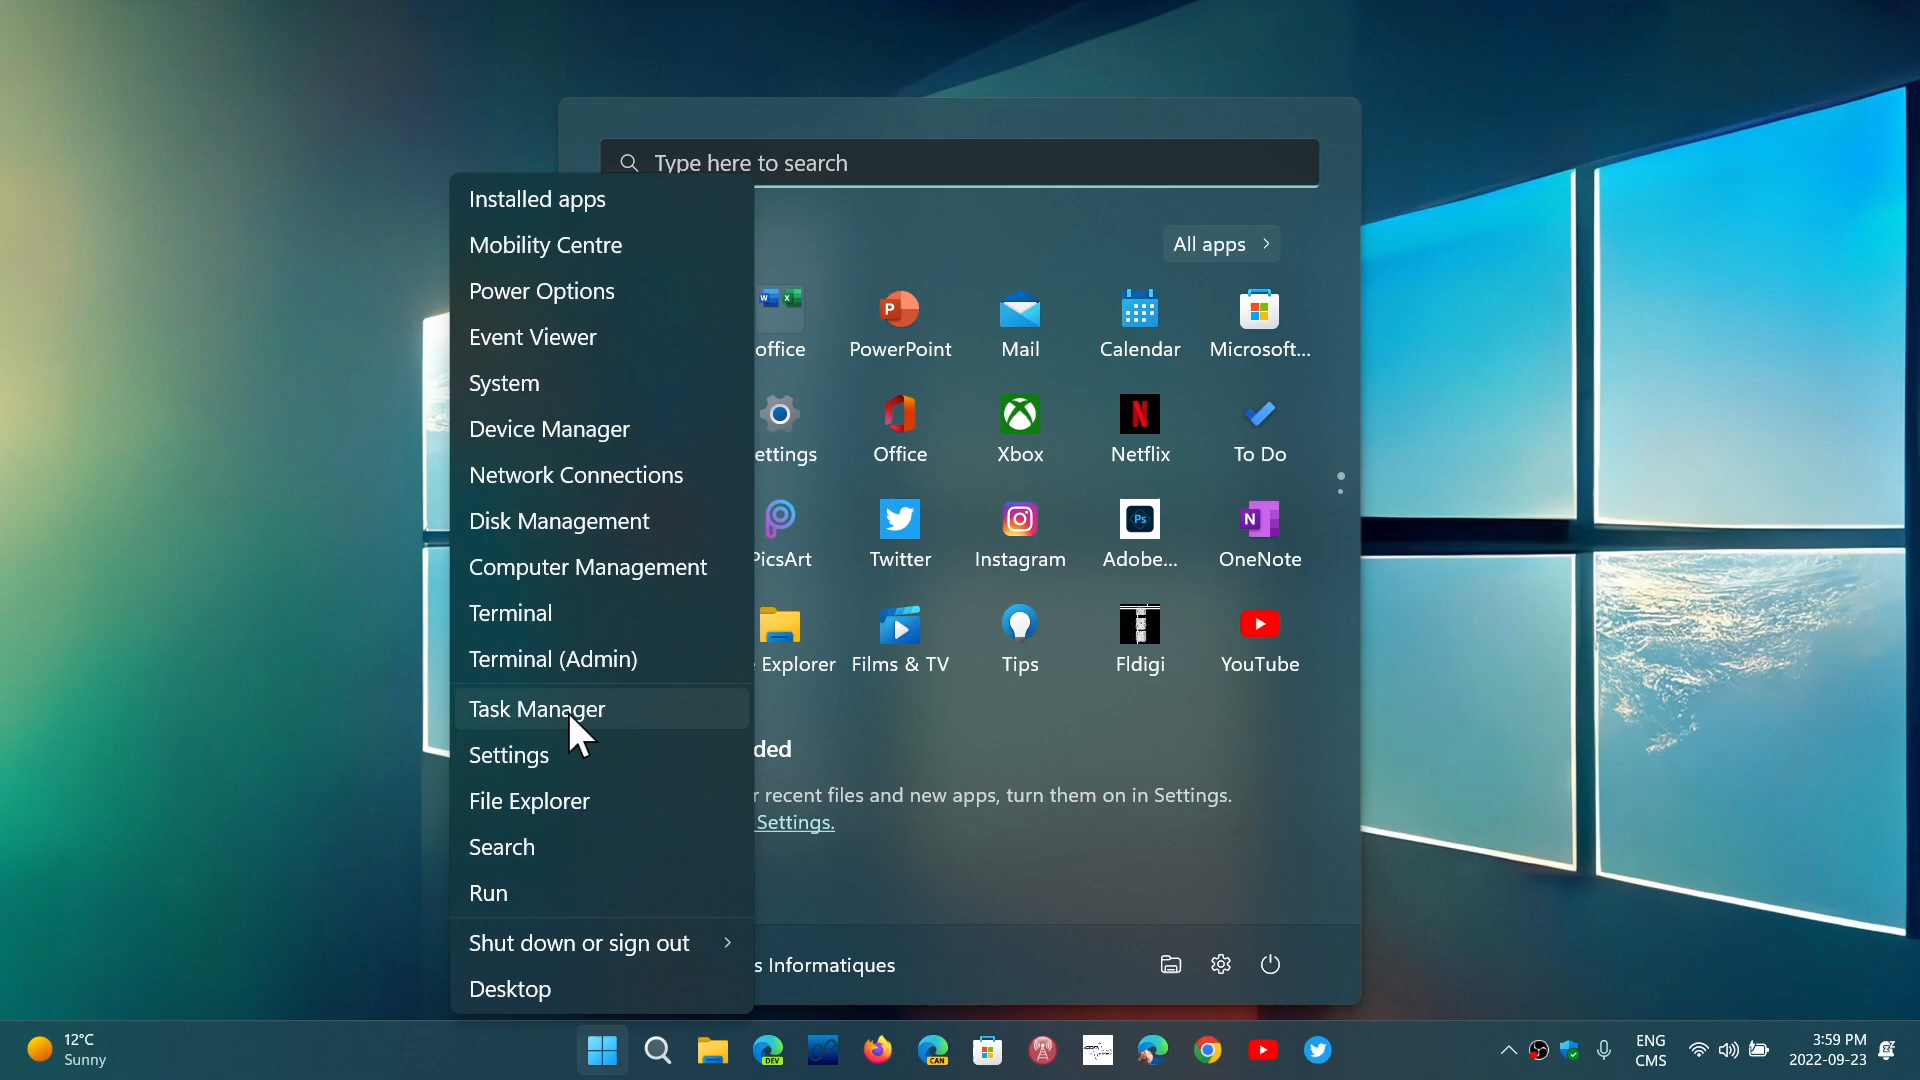 Type here to search
Installed apps
Mobility Centre
Power Options
Event Viewer
System
Device Manager
Network Connections
Disk Management
Computer Management
Terminal
Terminal (Admin)
Task Manager
Settings
File Explorer
Search
Run
Shut down or sign out
Desktop
All apps
office PowerPoint Mail Calendar Microsoft...
ettings Office Xbox Netflix To Do
PicsArt Twitter Instagram Adobe... OneNote
Explorer Films & TV Tips Fldigi YouTube
ded
r recent files and new apps, turn them on in Settings.
Settings.
s Informatiques
12°C
Sunny
DEV
CAN
ENG
CMS
3:59 PM
2022-09-23